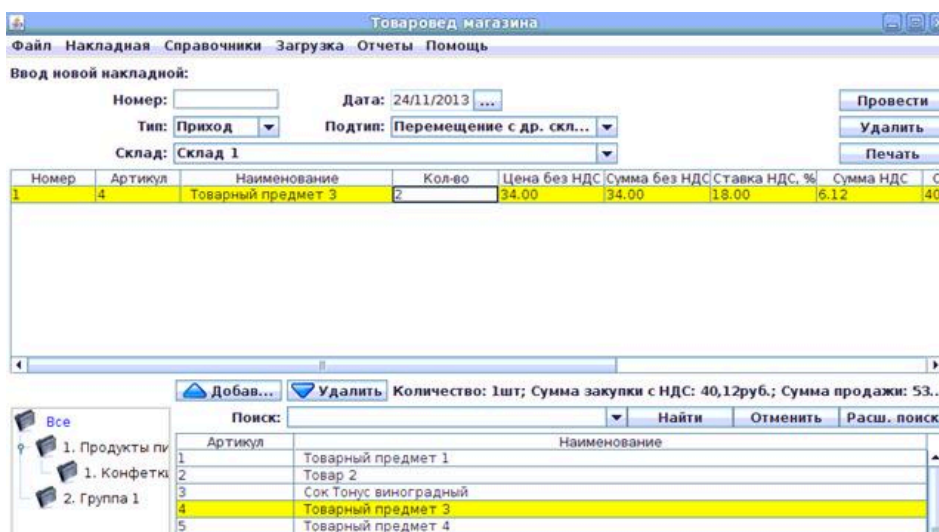 Товаровед магазина
Файл Накладная Справочники Загрузка Отчеты Помощь
Ввод новой накладной:
Номер: Дата: 24/11/2013 ... Провести
Тип: Приход Подтип: Перемещение с др. скл... Удалить
Склад: Склад 1 Печать
Номер Артикул Наименование Кол-во Цена без НДС Сумма без НДС Ставка НДС, % Сумма НДС С
1 4 Товарный предмет 3 2 34.00 34.00 18.00 6.12 40
Добав... Удалить Количество: 1шт; Сумма закупки с НДС: 40,12руб.; Сумма продажи: 53..
Поиск: Найти Отменить Расш. поиск
Все
1. Продукты пи
1. Конфетки
2. Группа 1
Артикул Наименование
1 Товарный предмет 1
2 Товар 2
3 Сок Тонус виноградный
4 Товарный предмет 3
5 Товарный предмет 4